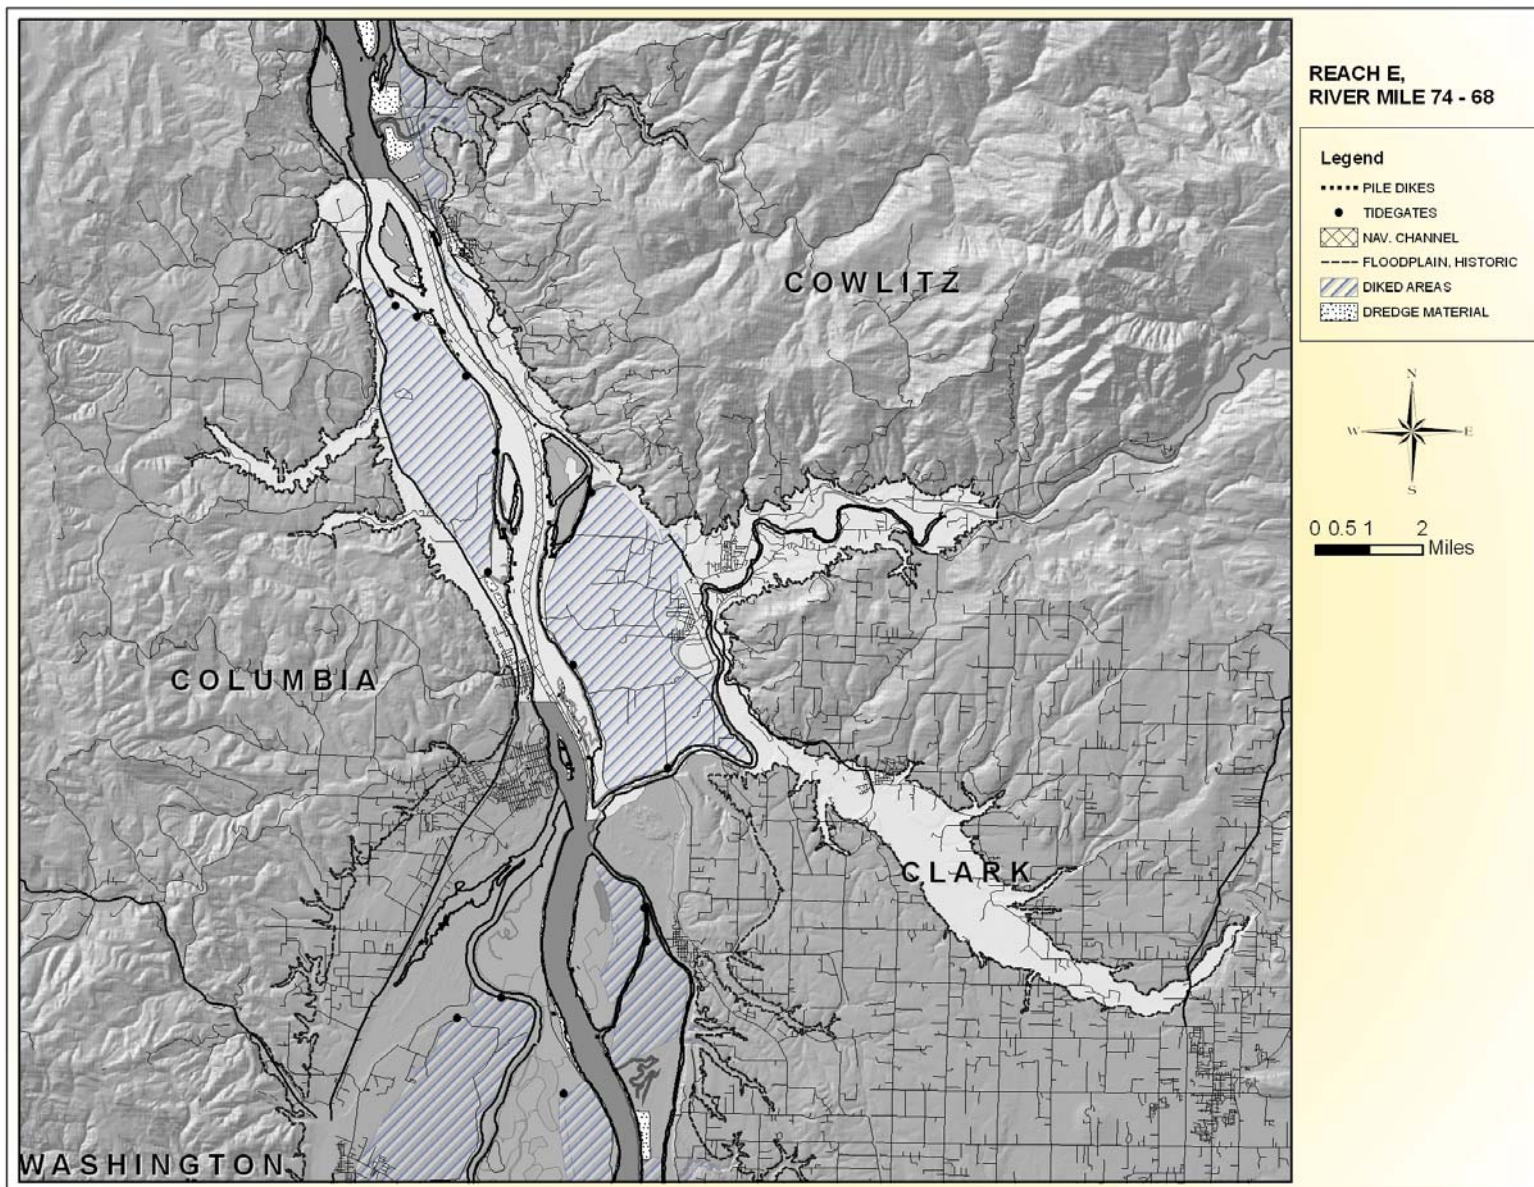 REACH E,
RIVER MILE 74 - 68
Legend
PILE DIKES
TIDEGATES
NAV. CHANNEL
FLOODPLAIN, HISTORIC
DIKED AREAS
DREDGE MATERIAL
N
W E
S
0 0.5 1 2
Miles
COWLITZ
COLUMBIA
CLARK
WASHINGTON